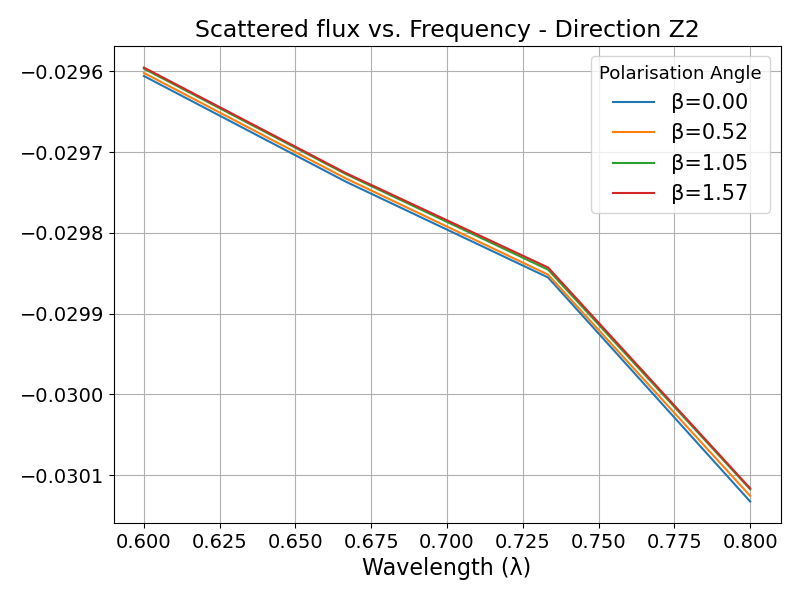 Scattered flux vs. Frequency - Direction Z2
−0.0296
−0.0297
−0.0298
−0.0299
−0.0300
−0.0301
Polarisation Angle
β=0.00
β=0.52
β=1.05
β=1.57
0.600 0.625 0.650 0.675 0.700 0.725 0.750 0.775 0.800
Wavelength (λ)